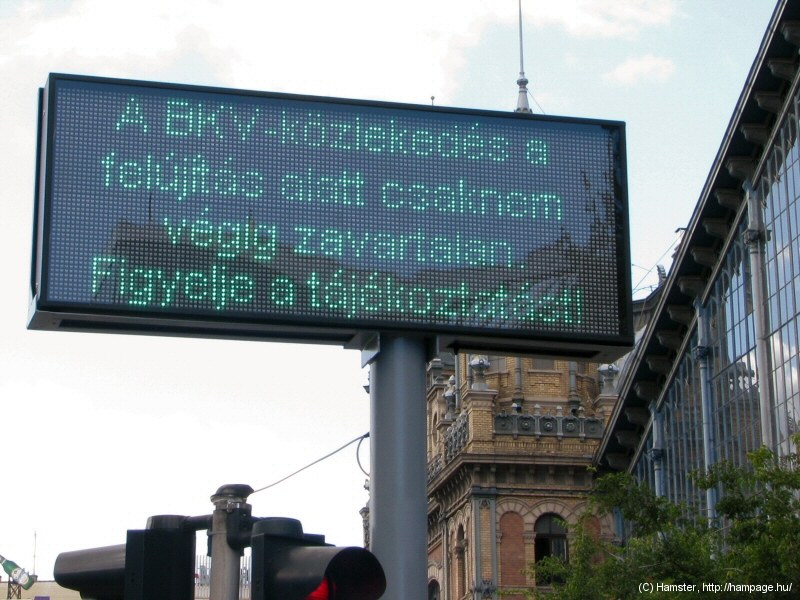 A BKV-közlekedés a
felújítás alatt csaknem
végig zavartalan.
Figyelje a tájékoztatást!
(C) Hamster, http://hampage.hu/